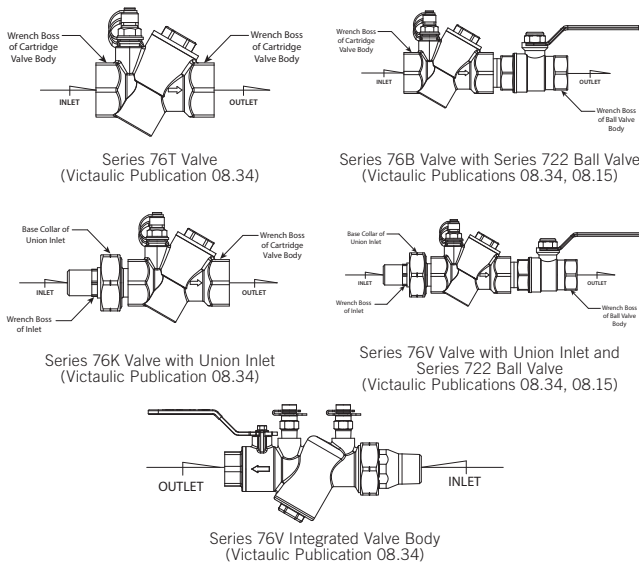 Wrench Boss
of Cartridge
Valve Body
Wrench Boss
of Cartridge
Valve Body
INLET
OUTLET
Series 76T Valve
(Victaulic Publication 08.34)
Wrench Boss
of Cartridge
Valve Body
INLET
OUTLET
Wrench Boss
of Ball Valve
Body
Series 76B Valve with Series 722 Ball Valve
(Victaulic Publications 08.34, 08.15)
Base Collar of
Union Inlet
Wrench Boss
of Cartridge
Valve Body
INLET
OUTLET
Wrench Boss
of Inlet
Series 76K Valve with Union Inlet
(Victaulic Publication 08.34)
Base Collar of
Union Inlet
INLET
OUTLET
Wrench Boss
of Inlet
Wrench Boss
of Ball Valve
Body
Series 76V Valve with Union Inlet and
Series 722 Ball Valve
(Victaulic Publications 08.34, 08.15)
OUTLET
INLET
Series 76V Integrated Valve Body
(Victaulic Publication 08.34)